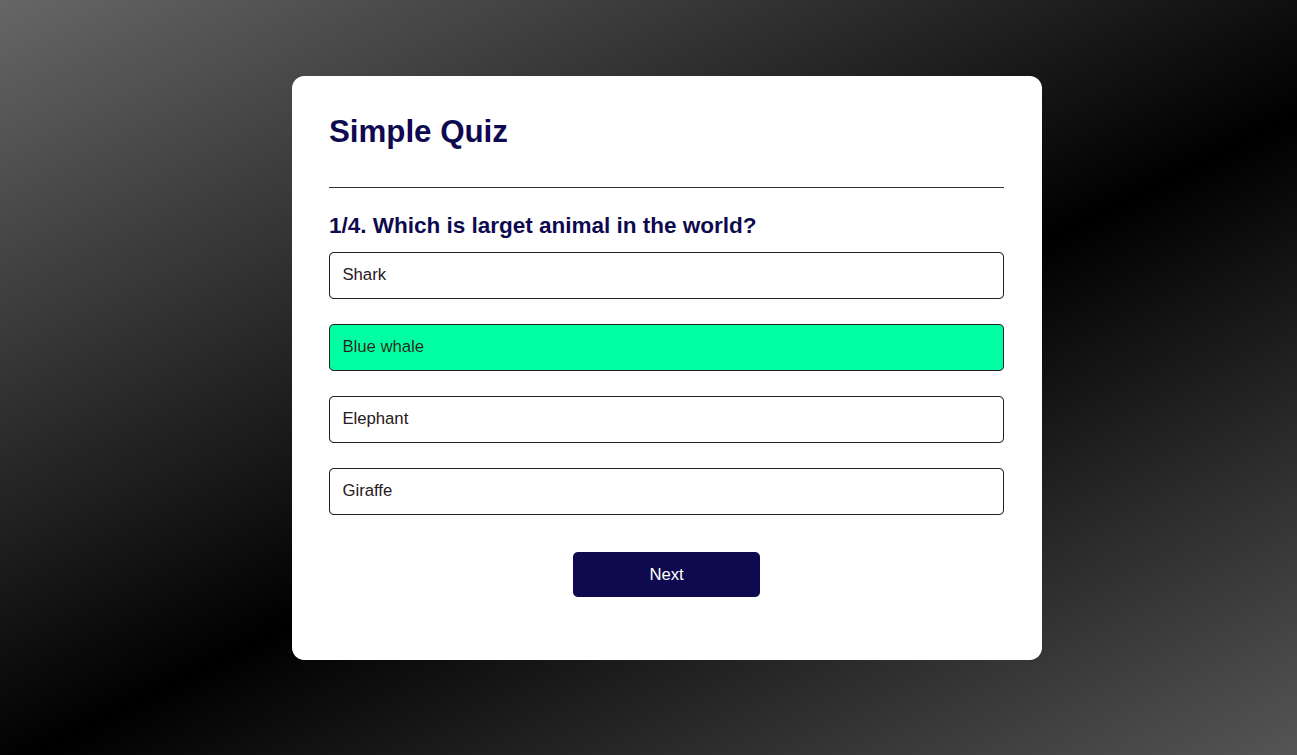 Simple Quiz
1/4. Which is larget animal in the world?
Shark
Blue whale
Elephant
Giraffe
Next